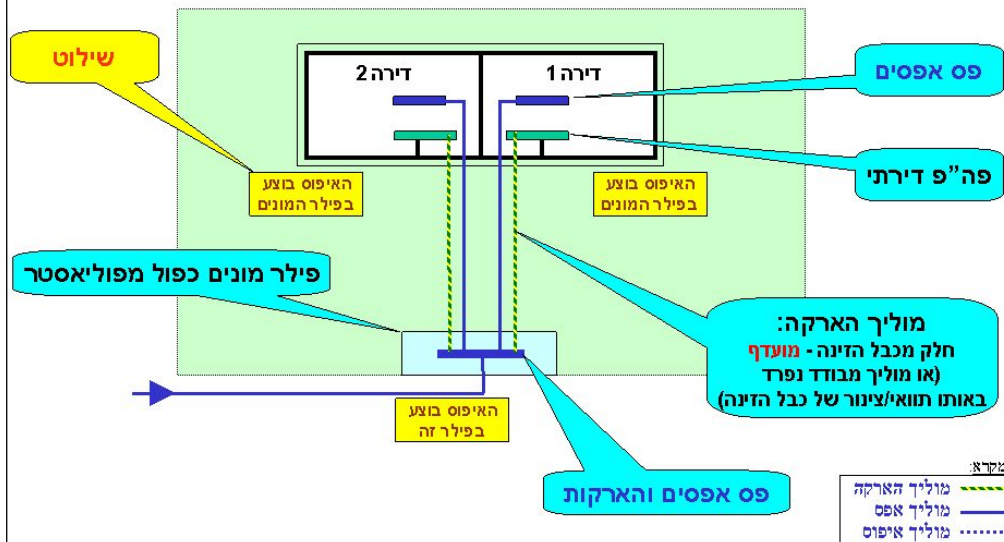 שילוט
דירה 2
דירה 1
פס אפסים
פה"פ דירתי
האיפוס בוצע
בפילר המונים
האיפוס בוצע
בפילר המונים
פילר מונים כפול מפוליאסטר
מוליך הארקה:
חלק מכבל הזינה - מועדף
(או מוליך מבודד נפרד
באותו תוואי/צינור של כבל הזינה)
האיפוס בוצע
בפילר זה
פס אפסים והארקות
מקרא:
מוליך הארקה
מוליך אפס
מוליך איפוס